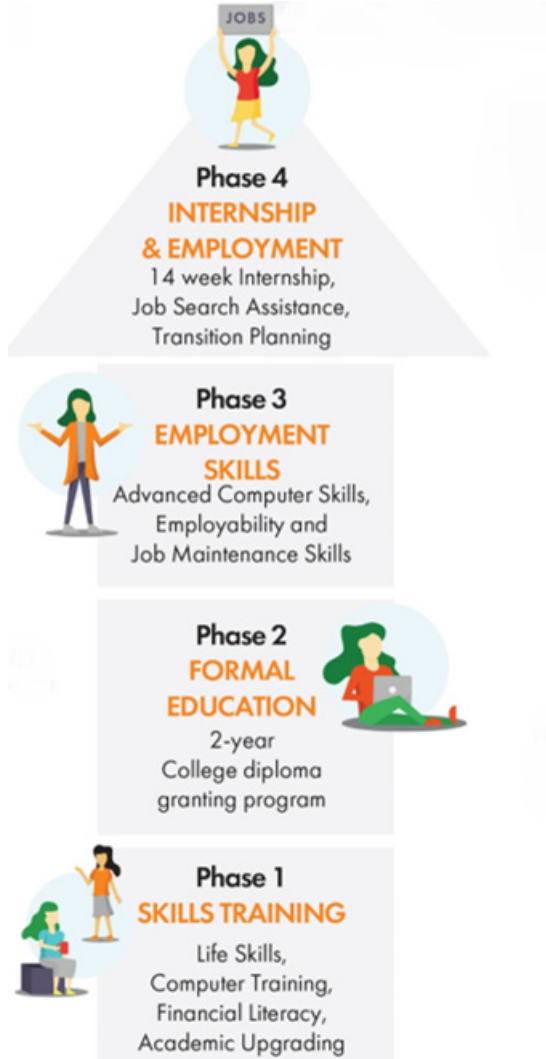 JOBS
Phase 4
INTERNSHIP
& EMPLOYMENT
14 week Internship,
Job Search Assistance,
Transition Planning
Phase 3
EMPLOYMENT
SKILLS
Advanced Computer Skills,
Employability and
Job Maintenance Skills
Phase 2
FORMAL
EDUCATION
2-year
College diploma
granting program
Phase 1
SKILLS TRAINING
Life Skills,
Computer Training,
Financial Literacy,
Academic Upgrading